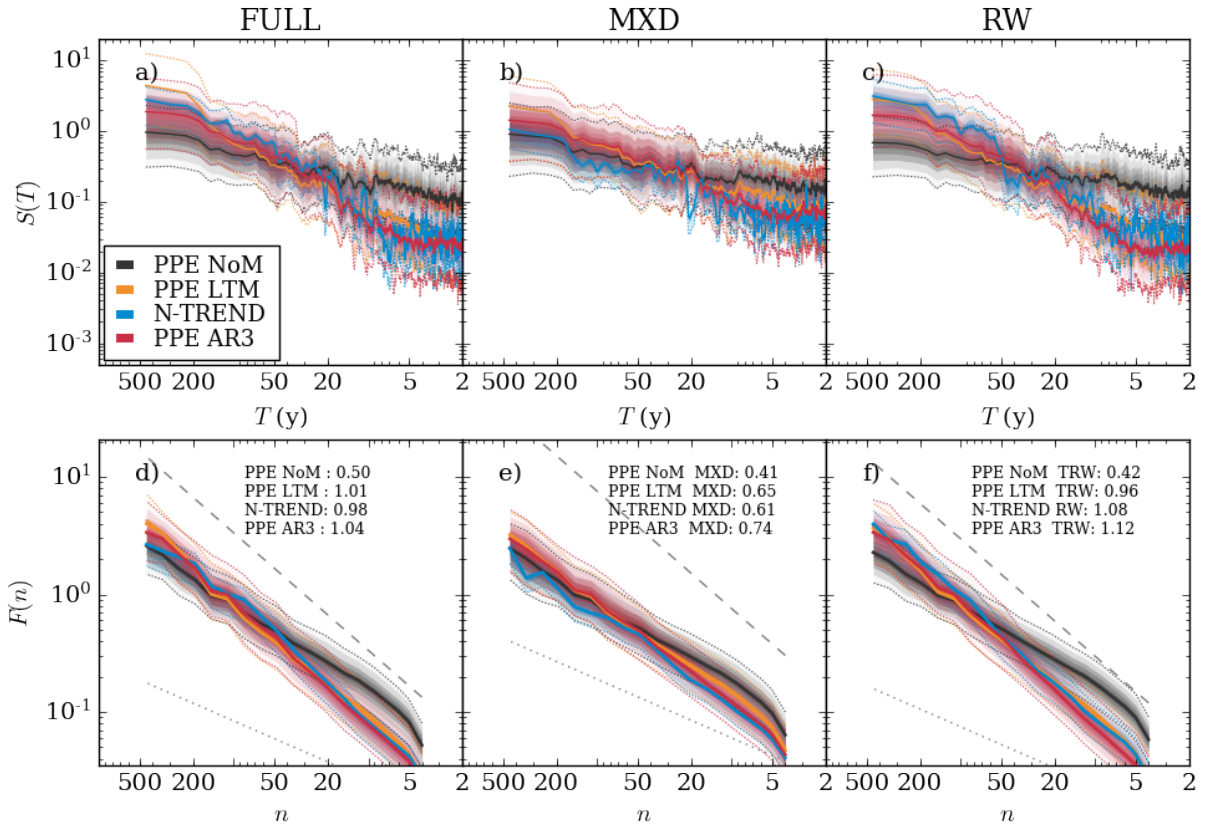 FULL MXD RW
10^1
10^0
10^-1
10^-2
10^-3
S(T)
a) b) c)
PPE NoM
PPE LTM
N-TREND
PPE AR3
500 200 50 20 5 2 500 200 50 20 5 2 500 200 50 20 5 2
T (y) T (y) T (y)
10^1
10^0
10^-1
F(n)
d)
PPE NoM : 0.50
PPE LTM : 1.01
N-TREND: 0.98
PPE AR3 : 1.04
e)
PPE NoM MXD: 0.41
PPE LTM MXD: 0.65
N-TREND MXD: 0.61
PPE AR3 MXD: 0.74
f)
PPE NoM TRW: 0.42
PPE LTM TRW: 0.96
N-TREND RW: 1.08
PPE AR3 TRW: 1.12
500 200 50 20 5 2 500 200 50 20 5 2 500 200 50 20 5 2
n n n